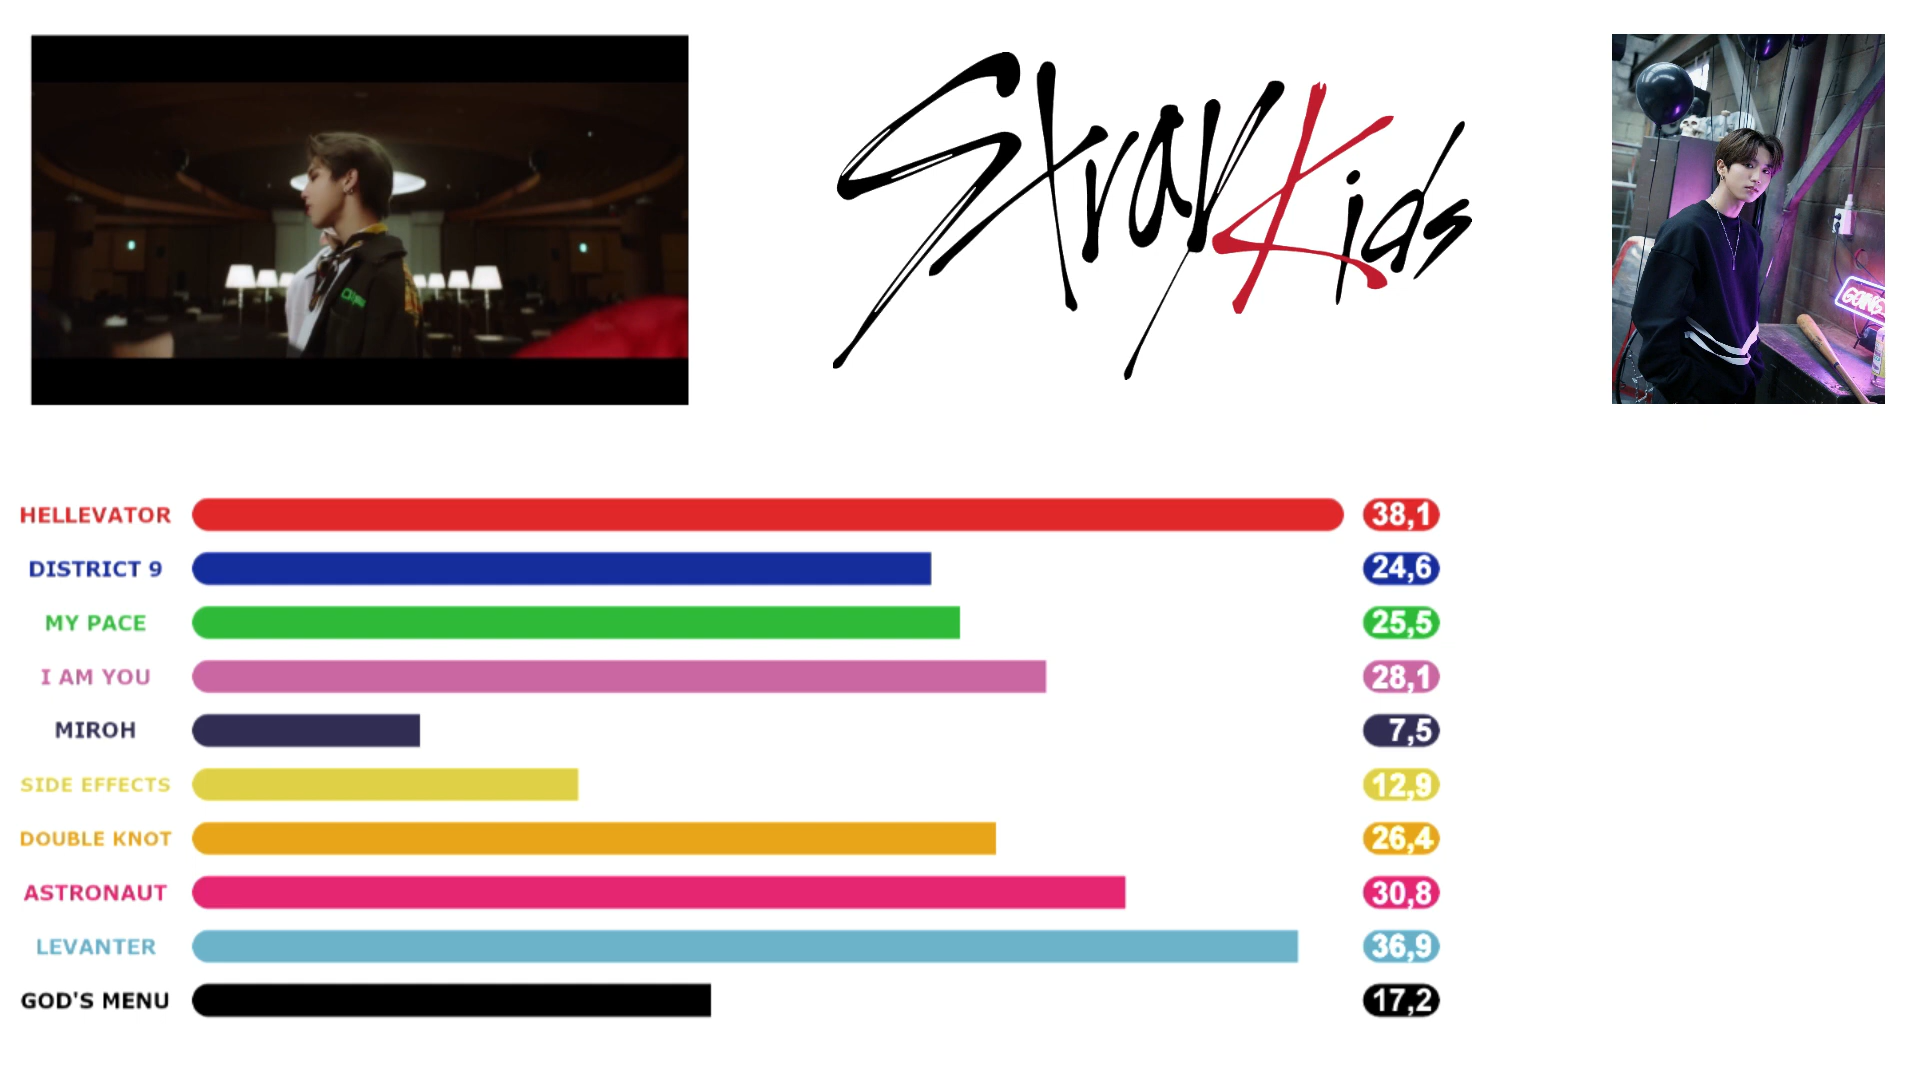 Stray Kids
HELLEVATOR 38,1
DISTRICT 9 24,6
MY PACE 25,5
I AM YOU 28,1
MIROH 7,5
SIDE EFFECTS 12,9
DOUBLE KNOT 26,4
ASTRONAUT 30,8
LEVANTER 36,9
GOD'S MENU 17,2